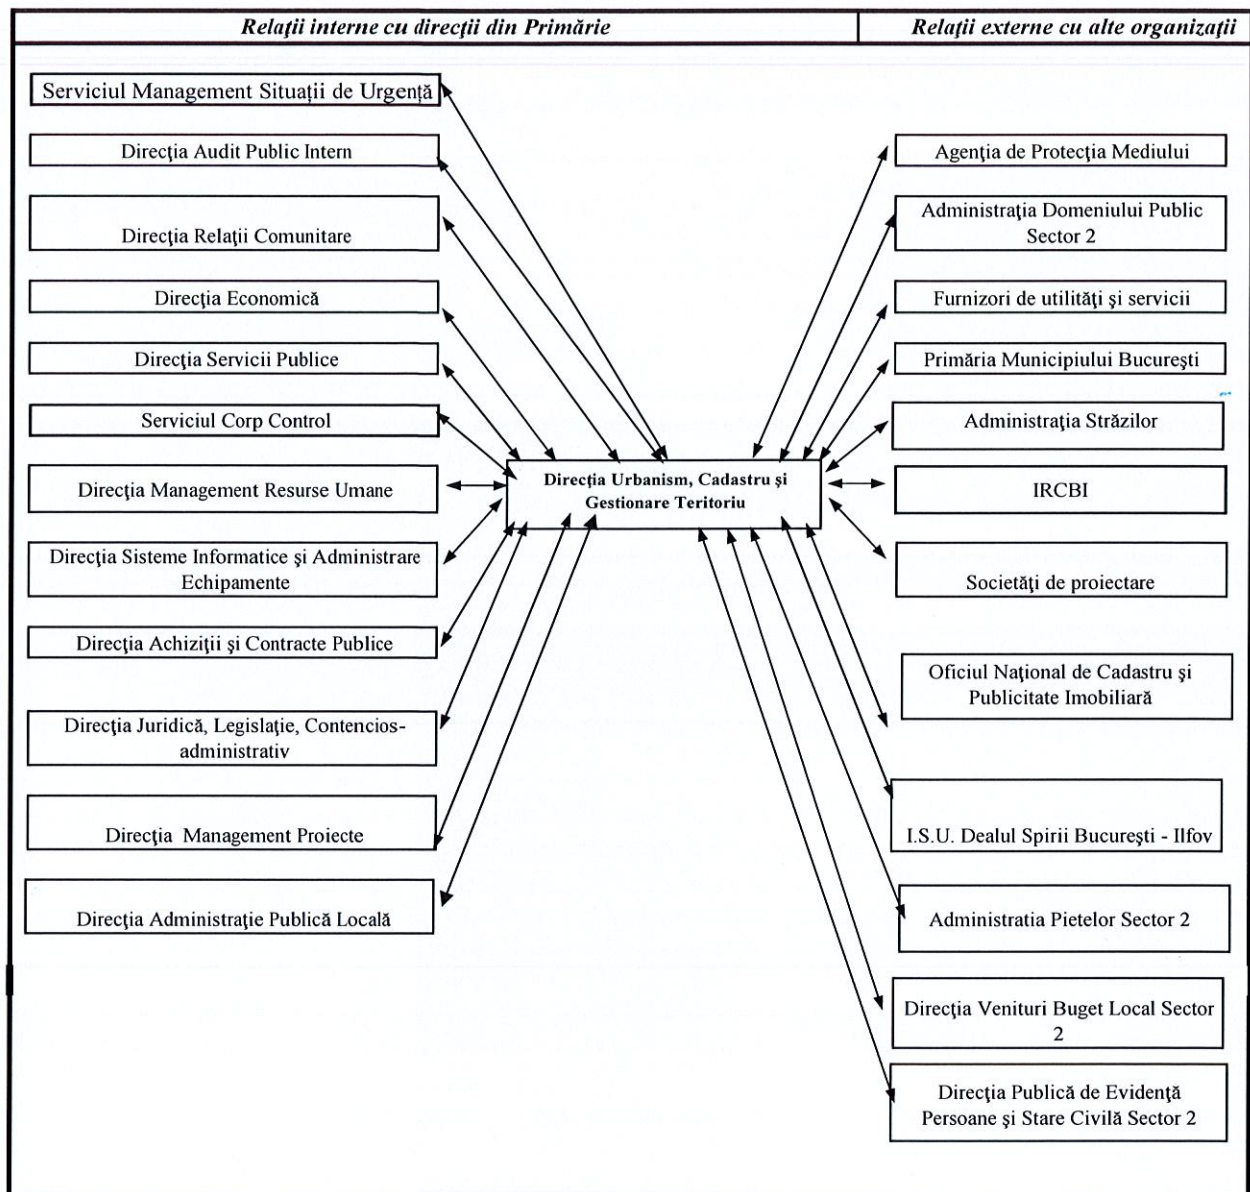 Relaţii interne cu direcţii din Primărie
Relaţii externe cu alte organizaţii
Serviciul Management Situaţii de Urgenţă
Direcţia Audit Public Intern
Direcţia Relaţii Comunitare
Direcţia Economică
Direcţia Servicii Publice
Serviciul Corp Control
Direcţia Management Resurse Umane
Direcţia Sisteme Informatice şi Administrare
Echipamente
Direcţia Achiziţii şi Contracte Publice
Direcţia Juridică, Legislaţie, Contencios-
administrativ
Direcţia Management Proiecte
Direcţia Administraţie Publică Locală
Direcţia Urbanism, Cadastru şi
Gestionare Teritoriu
Agenţia de Protecţia Mediului
Administraţia Domeniului Public
Sector 2
Furnizori de utilităţi şi servicii
Primăria Municipiului Bucureşti
Administraţia Străzilor
IRCBI
Societăţi de proiectare
Oficiul Naţional de Cadastru şi
Publicitate Imobiliară
I.S.U. Dealul Spirii Bucureşti - Ilfov
Administratia Pietelor Sector 2
Direcţia Venituri Buget Local Sector
2
Direcţia Publică de Evidenţă
Persoane şi Stare Civilă Sector 2